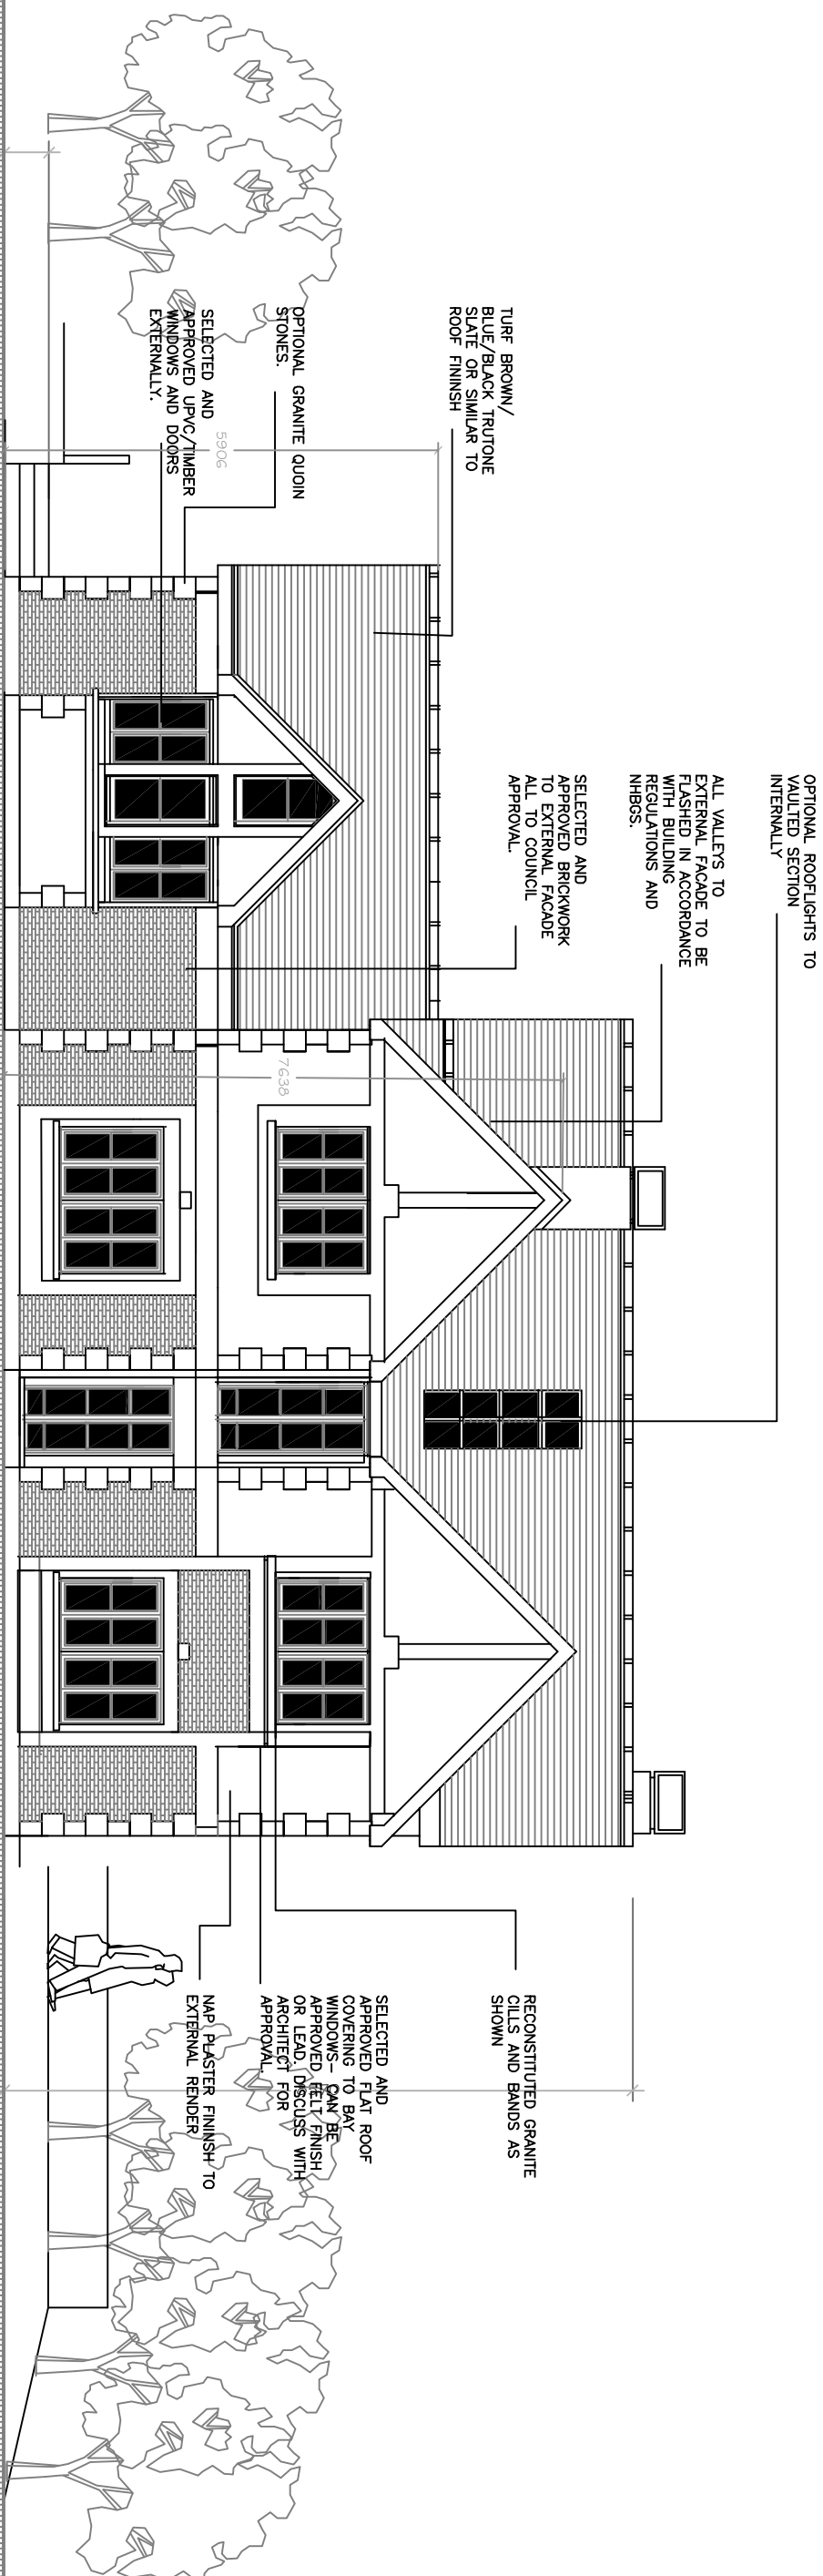 OPTIONAL ROOFLIGHTS TO
VAULTED SECTION
INTERNALLY
ALL VALLEYS TO
EXTERNAL FACADE TO BE
FLASHED IN ACCORDANCE
WITH BUILDING
REGULATIONS AND
NHBGS.
SELECTED AND
APPROVED BRICKWORK
TO EXTERNAL FACADE
ALL TO COUNCIL
APPROVAL.
TURF BROWN/
BLUE/BLACK TRUTONE
SLATE OR SIMILAR TO
ROOF FININSH
OPTIONAL GRANITE QUOIN
STONES.
SELECTED AND
APPROVED UPVC/TIMBER
WINDOWS AND DOORS
EXTERNALLY.
5906
7638
RECONSTITUTED GRANITE
CILLS AND BANDS AS
SHOWN
SELECTED AND
APPROVED FLAT ROOF
COVERING TO BAY
WINDOWS- CAN BE
APPROVED FELT FINISH
OR LEAD. DISCUSS WITH
ARCHITECT FOR
APPROVAL.
NAP PLASTER FININSH TO
EXTERNAL RENDER